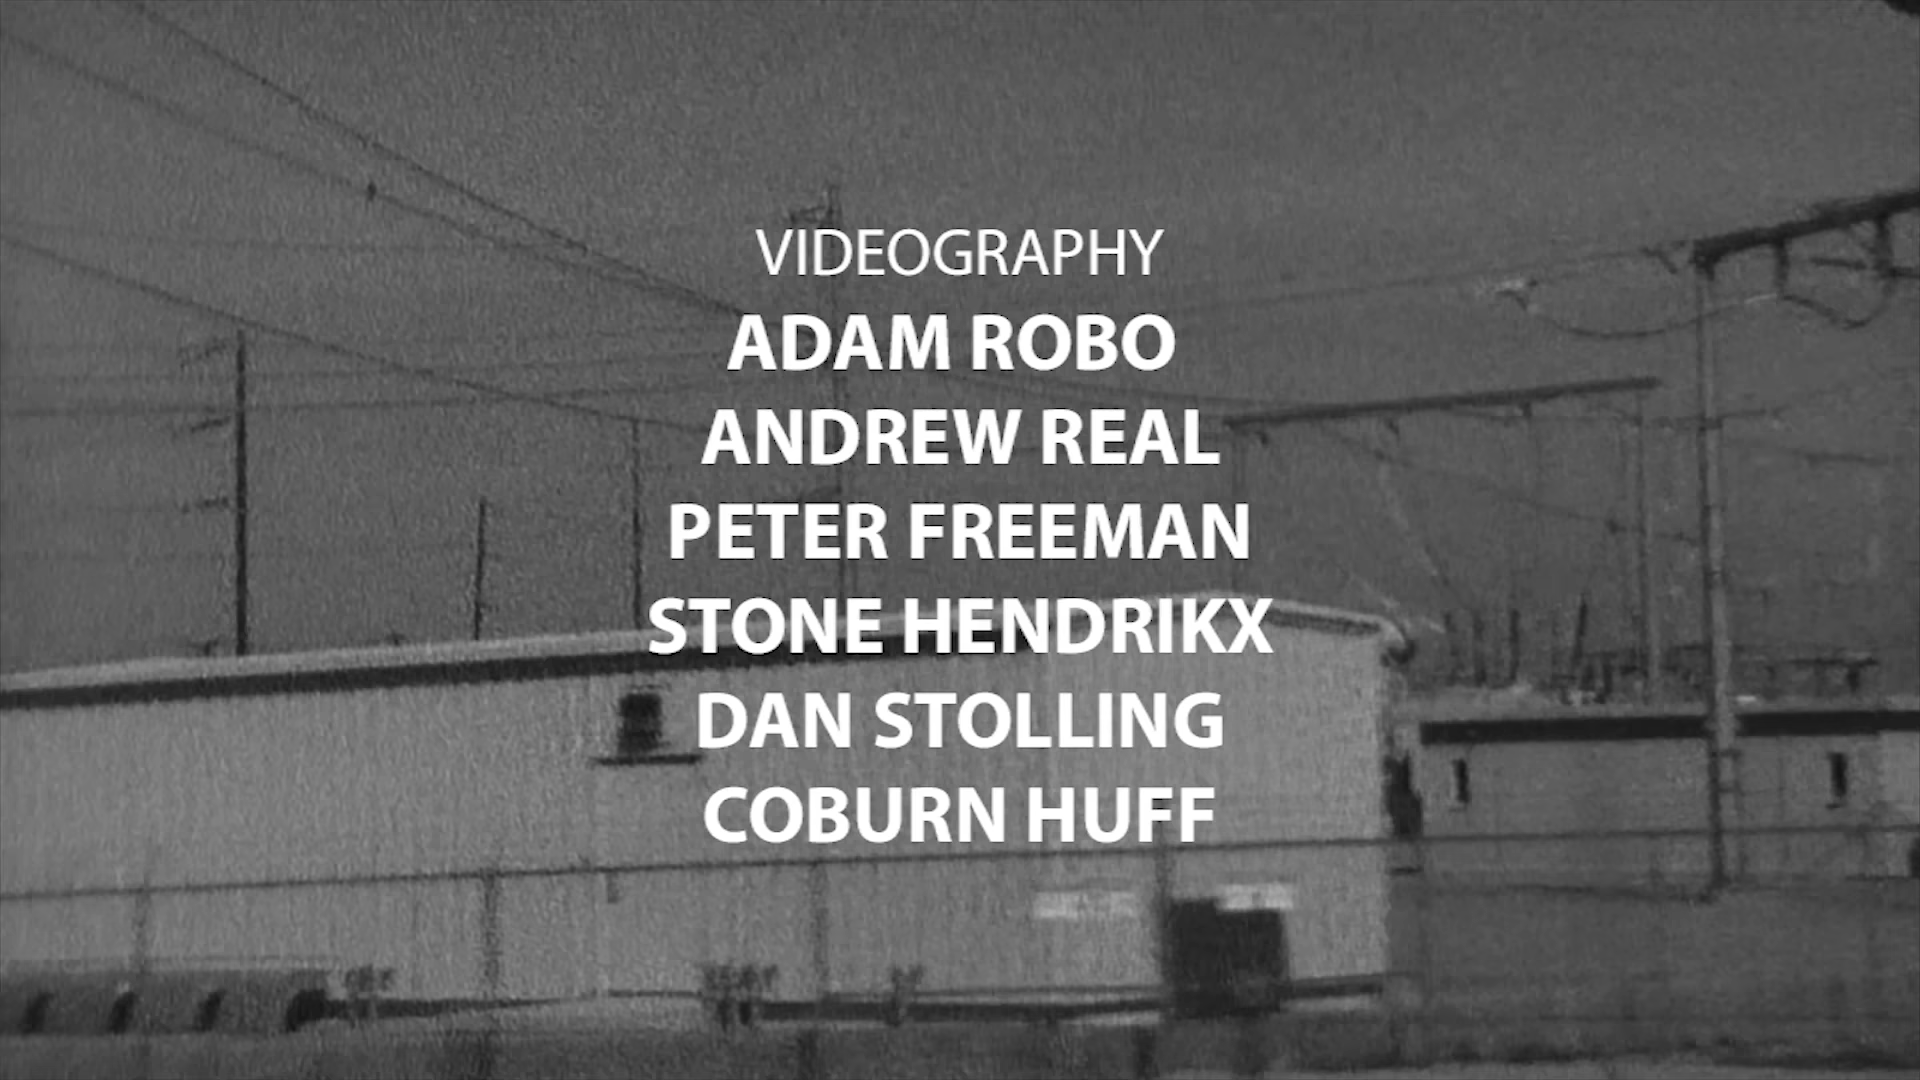 VIDEOGRAPHY
ADAM ROBO
ANDREW REAL
PETER FREEMAN
STONE HENDRIKX
DAN STOLLING
COBURN HUFF